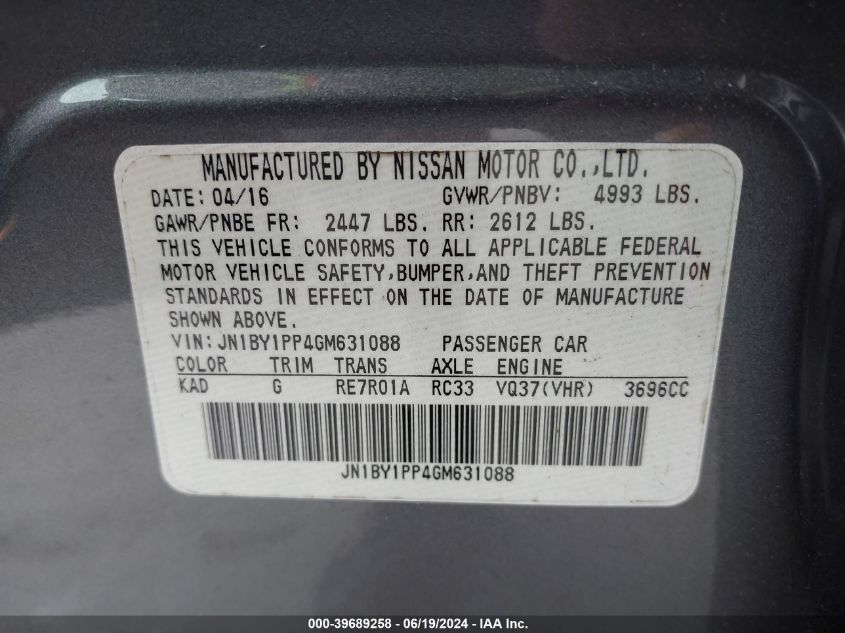 MANUFACTURED BY NISSAN MOTOR CO.,LTD.
DATE: 04/16 GVWR/PNBV: 4993 LBS.
GAWR/PNBE FR: 2447 LBS. RR: 2612 LBS.
THIS VEHICLE CONFORMS TO ALL APPLICABLE FEDERAL
MOTOR VEHICLE SAFETY,BUMPER,AND THEFT PREVENTION
STANDARDS IN EFFECT ON THE DATE OF MANUFACTURE
SHOWN ABOVE.
VIN:JN1BY1PP4GM631088 PASSENGER CAR
COLOR TRIM TRANS AXLE ENGINE
KAD G RE7R01A RC33 VQ37(VHR) 3696CC
JN1BY1PP4GM631088
000-39689258 - 06/19/2024 - IAA Inc.